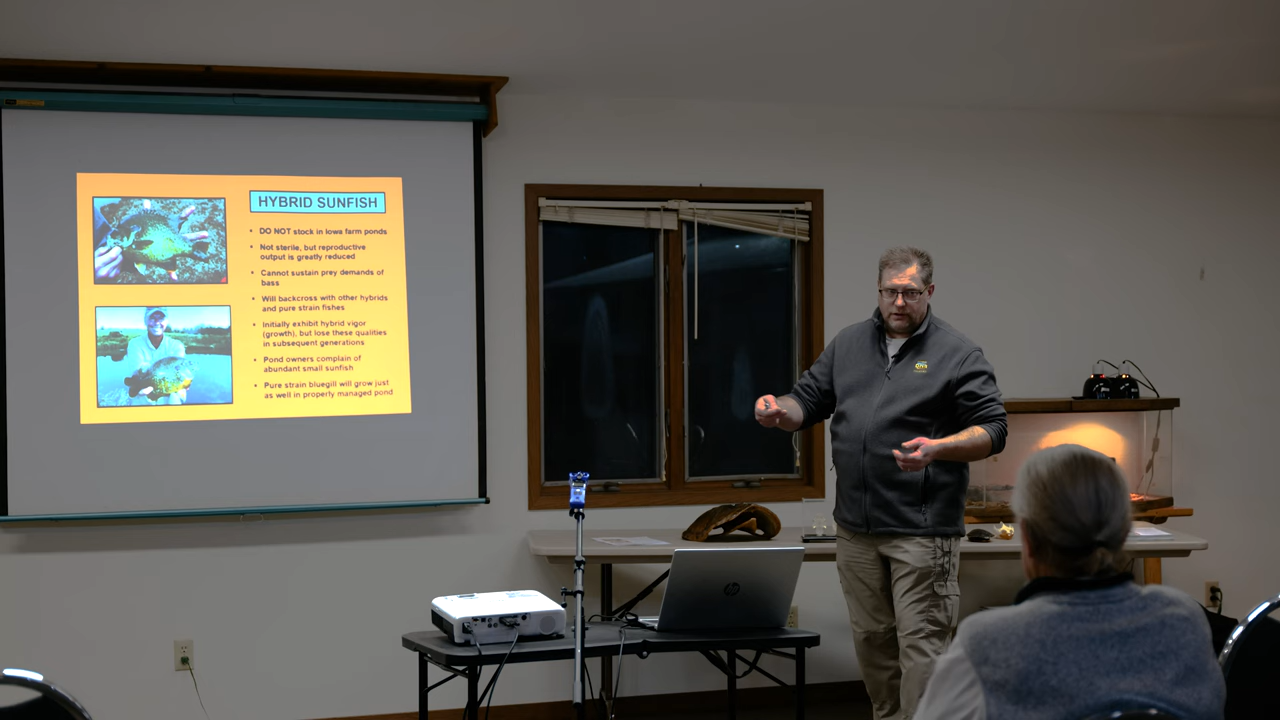 HYBRID SUNFISH
• DO NOT stock in Iowa farm ponds
• Not sterile, but reproductive
output is greatly reduced
• Cannot sustain prey demands of
bass
• Will backcross with other hybrids
and pure strain fishes
• Initially exhibit hybrid vigor
(growth), but lose these qualities
in subsequent generations
• Pond owners complain of
abundant small sunfish
• Pure strain bluegill will grow just
as well in properly managed pond
hp